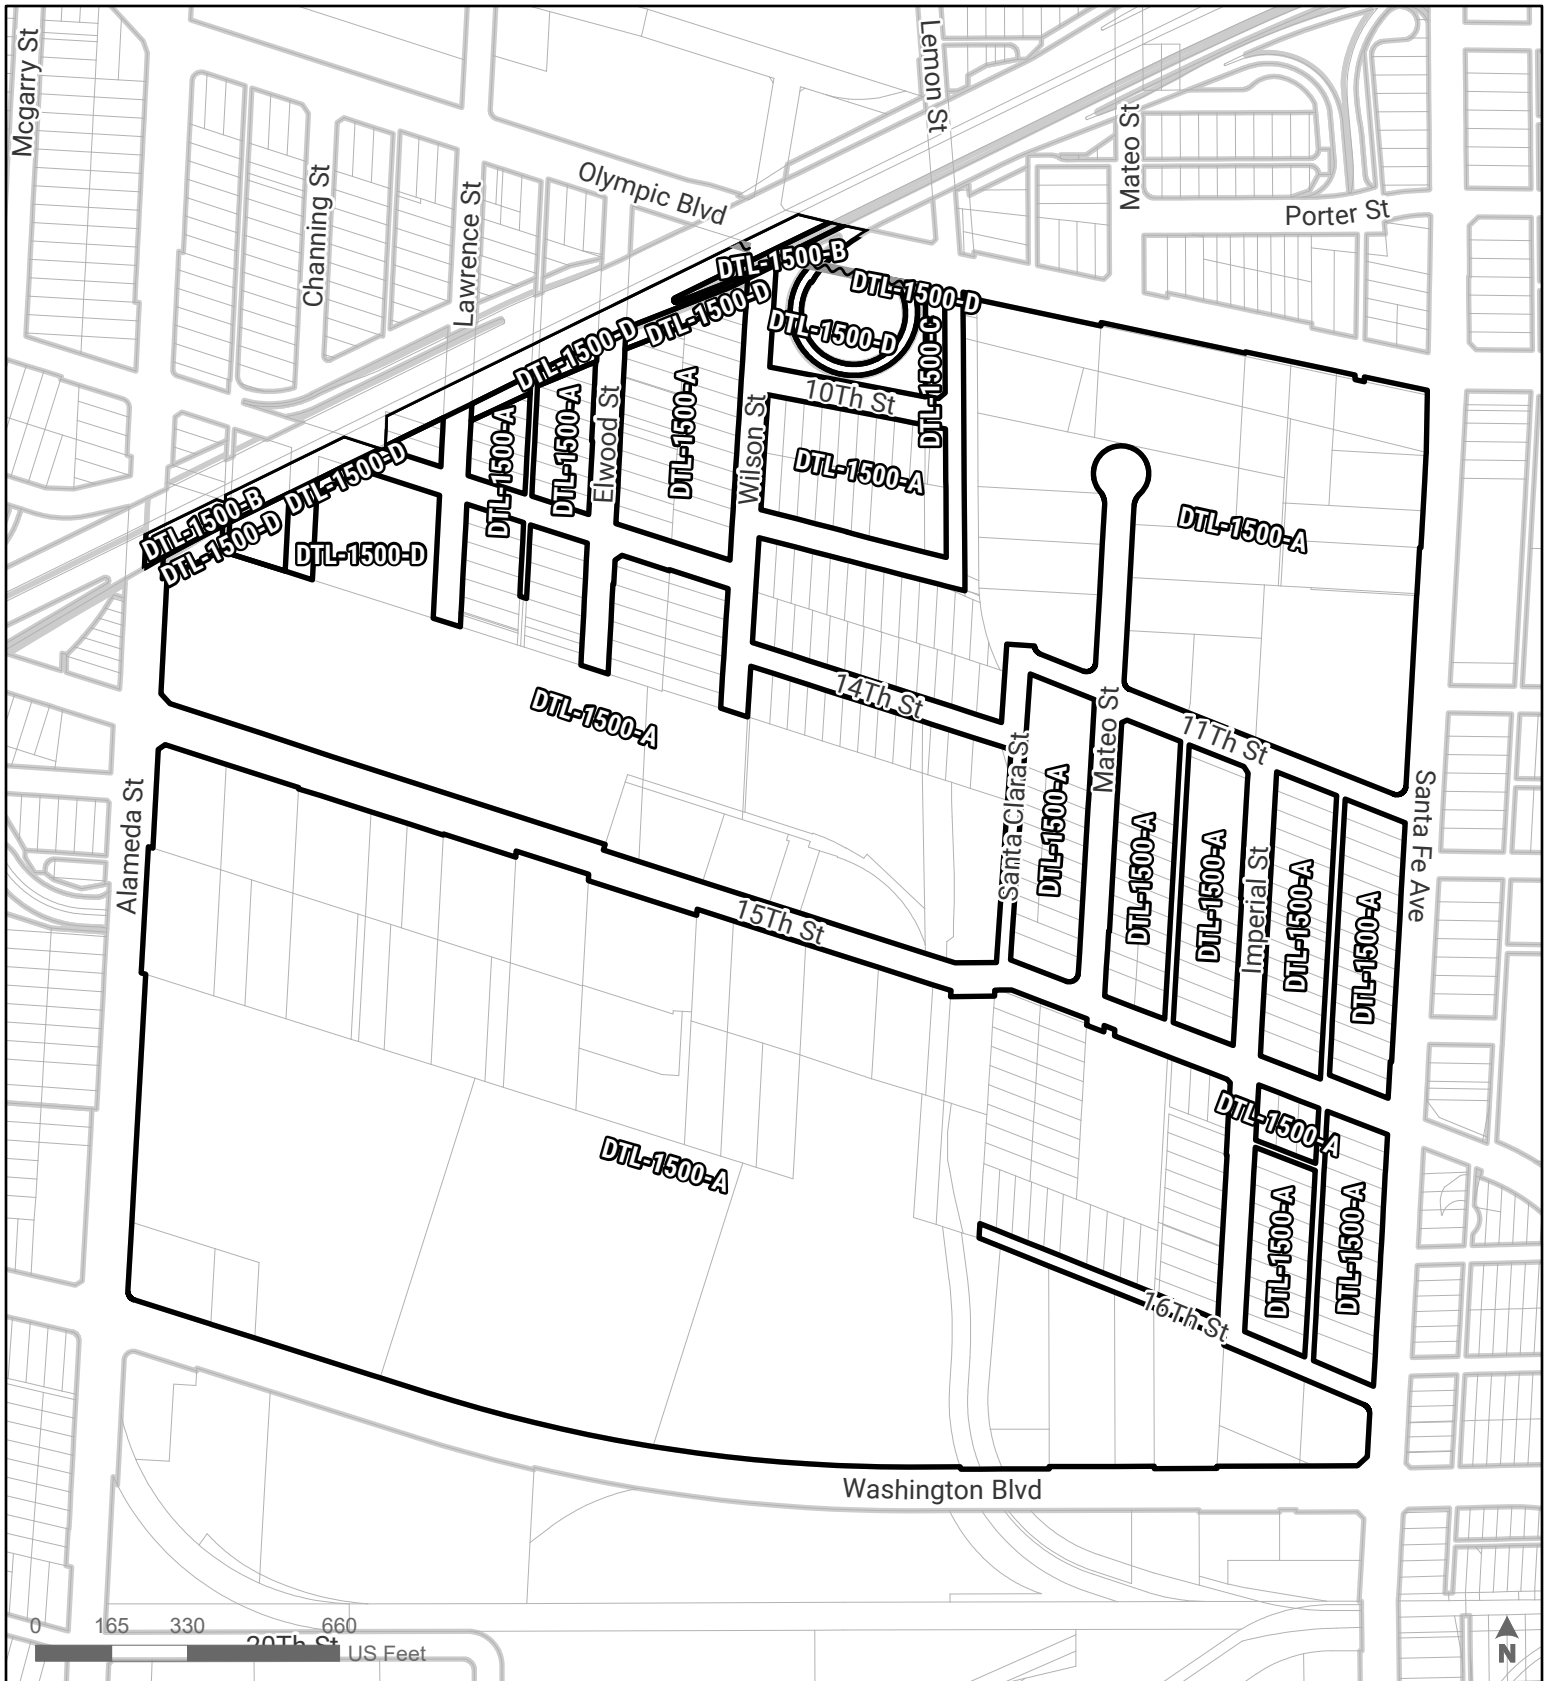 Mcgarry St
Lemon St
Mateo St
Olympic Blvd
Channing St
Lawrence St
Porter St
DTL-1500-B
DTL-1500-D
DTL-1500-D
DTL-1500-D
DTL-1500-D
DTL-1500-C
DTL-1500-A
DTL-1500-A
DTL-1500-A
Elwood St
Wilson St
10Th St
DTL-1500-A
DTL-1500-D
DTL-1500-B
DTL-1500-D
DTL-1500-D
DTL-1500-A
DTL-1500-A
14Th St
Santa Clara St
Mateo St
11Th St
DTL-1500-A
DTL-1500-A
DTL-1500-A
Imperial St
DTL-1500-A
DTL-1500-A
Santa Fe Ave
Alameda St
15Th St
DTL-1500-A
DTL-1500-A
DTL-1500-A
DTL-1500-A
16Th St
Washington Blvd
0 165 330 660
20Th St
US Feet
N